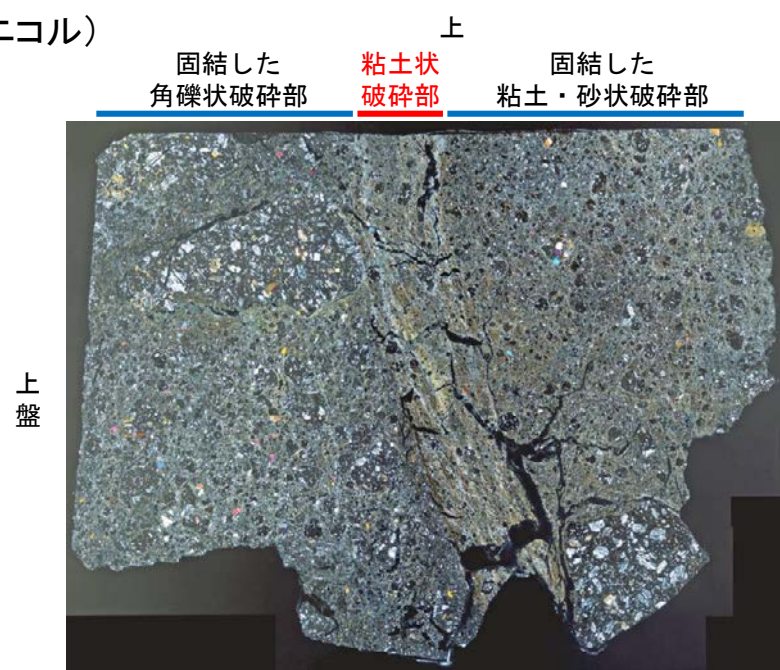 ニコル）
上
固結した
角礫状破砕部
粘土状
破砕部
固結した
粘土・砂状破砕部
上
盤